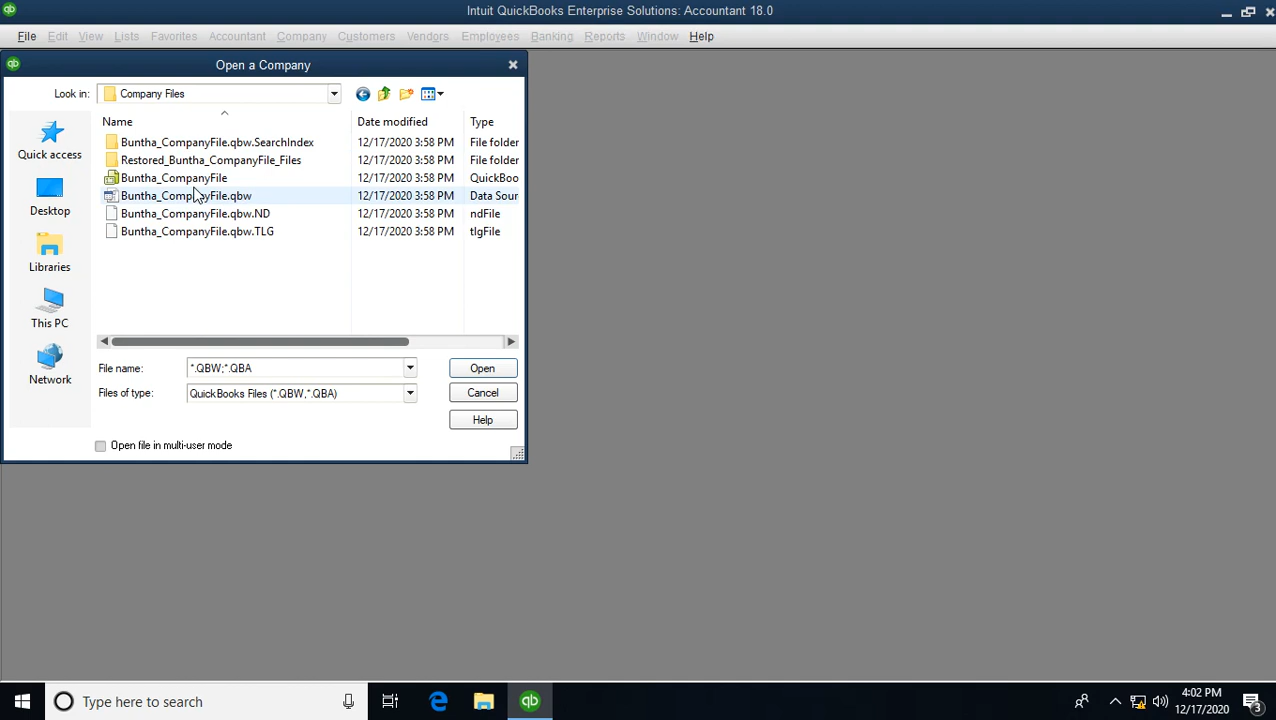 Intuit QuickBooks Enterprise Solutions: Accountant 18.0
File Edit View Lists Favorites Accountant Company Customers Vendors Employees Banking Reports Window Help
Open a Company
Look in: Company Files
Name Date modified Type
Buntha_CompanyFile.qbw.SearchIndex 12/17/2020 3:58 PM File folder
Restored_Buntha_CompanyFile_Files 12/17/2020 3:58 PM File folder
Buntha_CompanyFile 12/17/2020 3:58 PM QuickBoo
Buntha_CompanyFile.qbw 12/17/2020 3:58 PM Data Sour
Buntha_CompanyFile.qbw.ND 12/17/2020 3:58 PM ndFile
Buntha_CompanyFile.qbw.TLG 12/17/2020 3:58 PM tlgFile
Quick access
Desktop
Libraries
This PC
Network
File name: *.QBW;*.QBA Open
Files of type: QuickBooks Files (*.QBW,*.QBA) Cancel
Help
Open file in multi-user mode
qb
Type here to search
4:02 PM
12/17/2020
3